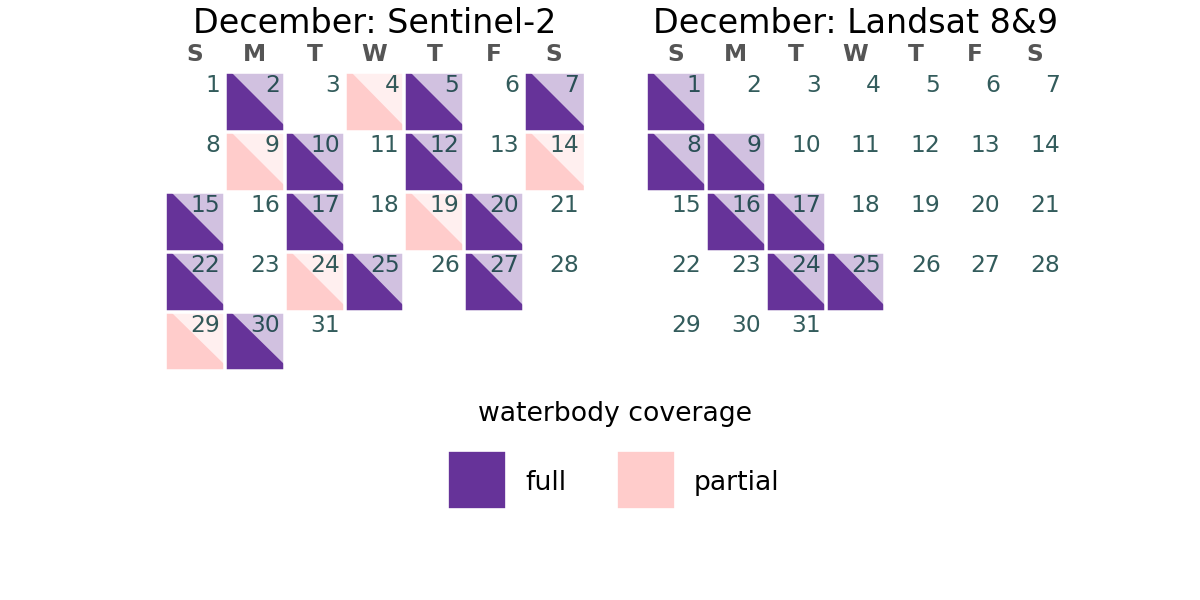 December: Sentinel-2
S M T W T F S
1 2 3 4 5 6 7
8 9 10 11 12 13 14
15 16 17 18 19 20 21
22 23 24 25 26 27 28
29 30 31
December: Landsat 8&9
S M T W T F S
1 2 3 4 5 6 7
8 9 10 11 12 13 14
15 16 17 18 19 20 21
22 23 24 25 26 27 28
29 30 31
waterbody coverage
full partial